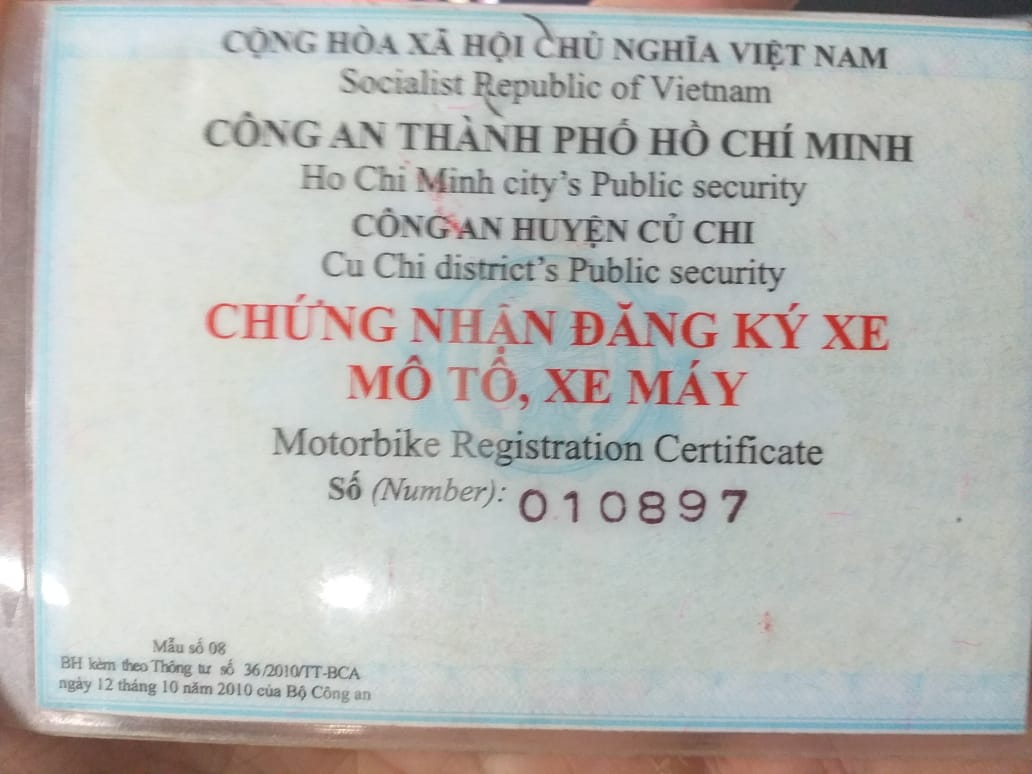 CỘNG HÒA XÃ HỘI CHỦ NGHĨA VIỆT NAM
Socialist Republic of Vietnam
CÔNG AN THÀNH PHỐ HỒ CHÍ MINH
Ho Chi Minh city's Public security
CÔNG AN HUYỆN CỦ CHI
Cu Chi district's Public security
CHỨNG NHẬN ĐĂNG KÝ XE
MÔ TÔ, XE MÁY
Motorbike Registration Certificate
Số (Number): 010897
Mẫu số 08
BH kèm theo Thông tư số 36/2010/TT-BCA
ngày 12 tháng 10 năm 2010 của Bộ Công an